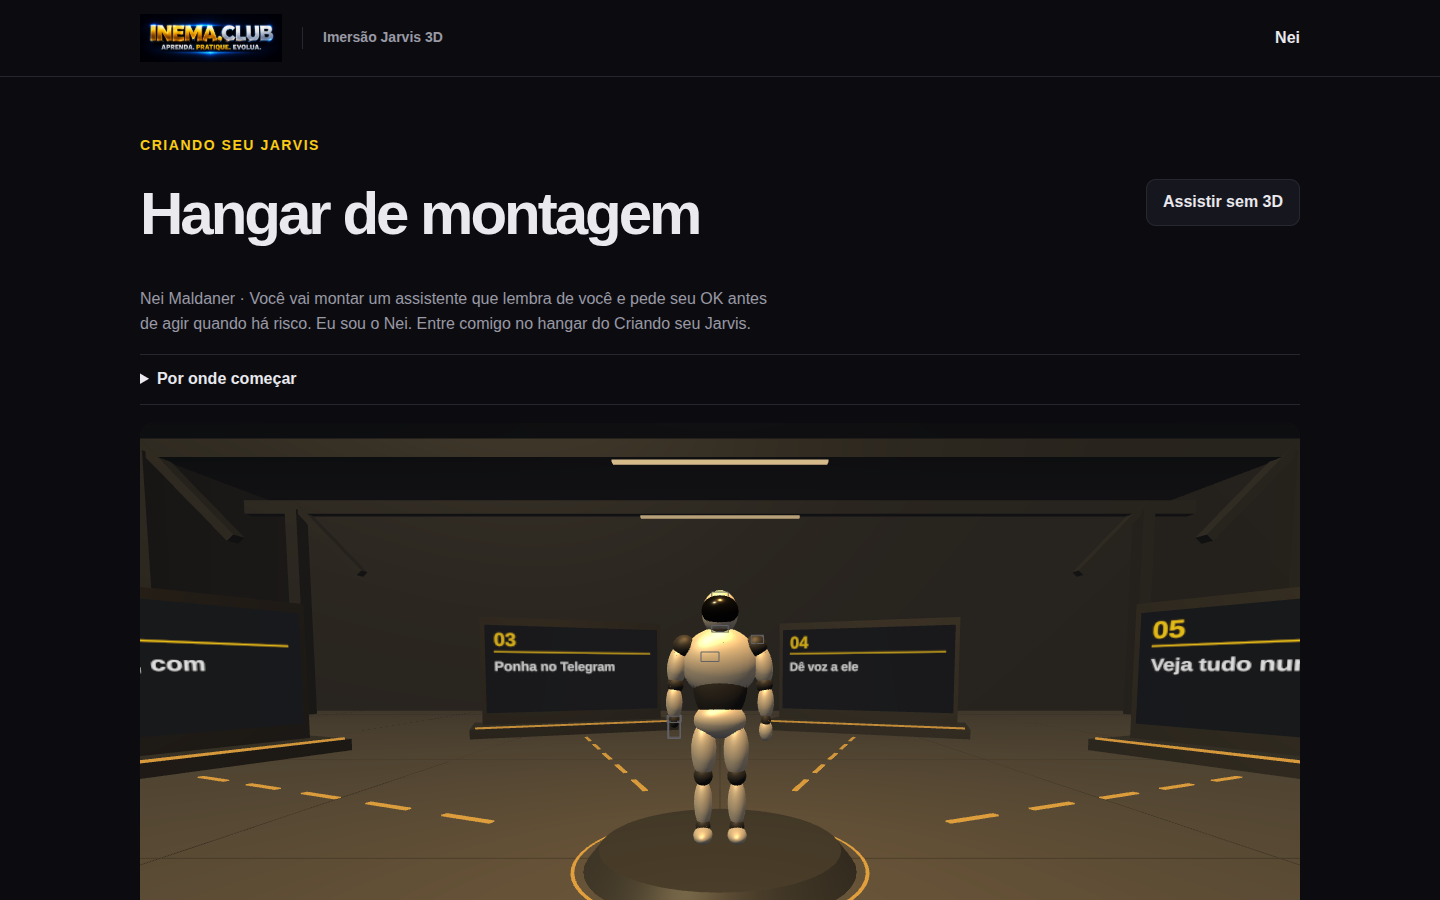 INEMA.CLUB
APRENDA. PRATIQUE. EVOLUA.
Imersão Jarvis 3D
Nei
CRIANDO SEU JARVIS
Hangar de montagem
Assistir sem 3D
Nei Maldaner · Você vai montar um assistente que lembra de você e pede seu OK antes
de agir quando há risco. Eu sou o Nei. Entre comigo no hangar do Criando seu Jarvis.
Por onde começar
com
03
Ponha no Telegram
04
Dê voz a ele
05
Veja tudo